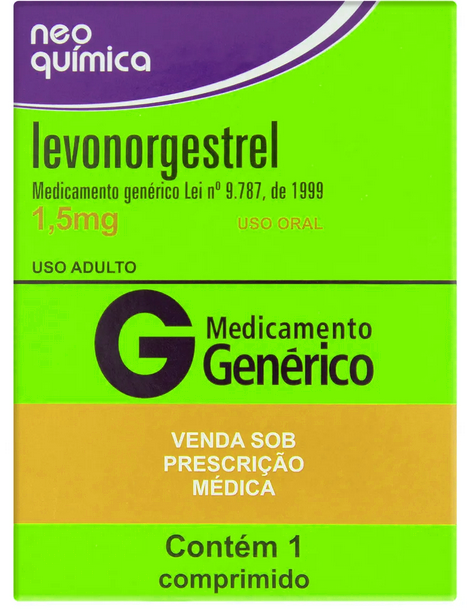 neo
química
levonorgestrel
Medicamento genérico Lei nº 9.787, de 1999
1,5mg
USO ORAL
USO ADULTO
G Medicamento
Genérico
VENDA SOB
PRESCRIÇÃO
MÉDICA
Contém 1
comprimido